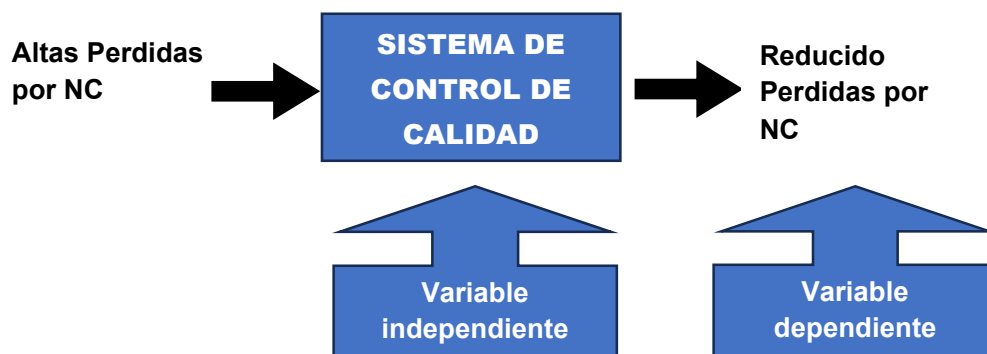 Altas Perdidas
por NC
SISTEMA DE
CONTROL DE
CALIDAD
Reducido
Perdidas por
NC
Variable
independiente
Variable
dependiente